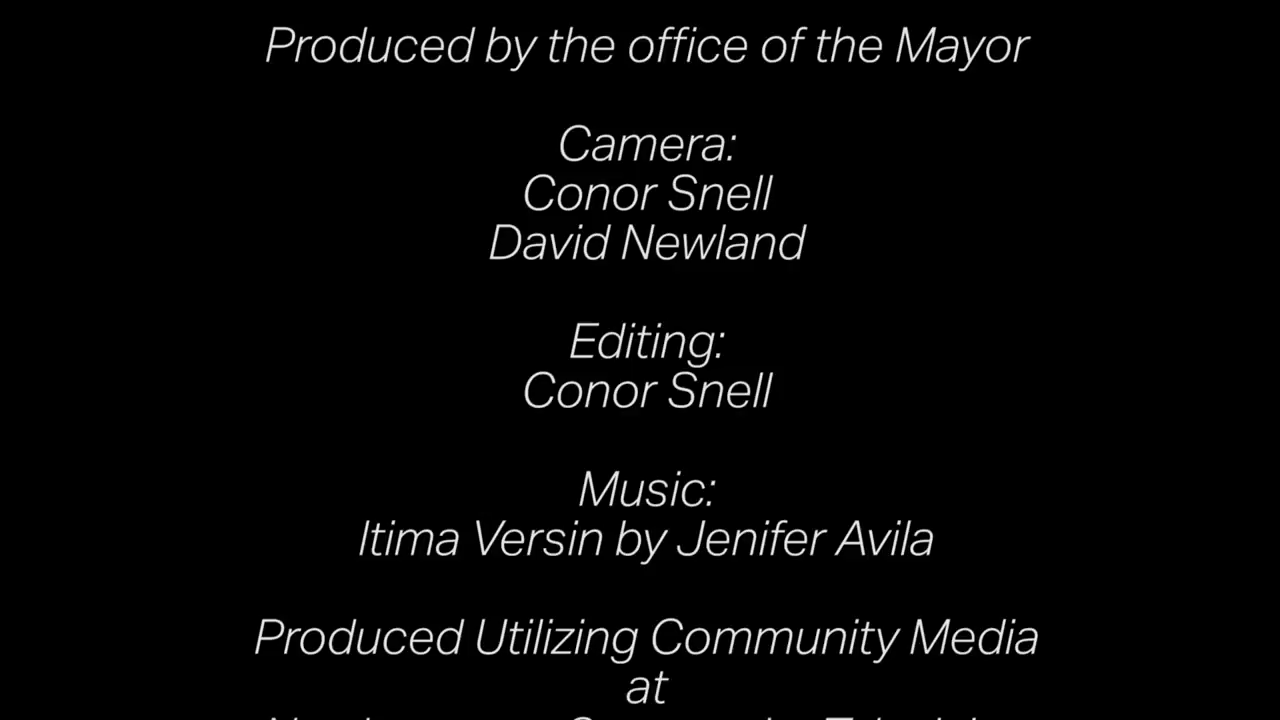 Produced by the office of the Mayor
Camera:
Conor Snell
David Newland
Editing:
Conor Snell
Music:
Itima Versin by Jenifer Avila
Produced Utilizing Community Media
at